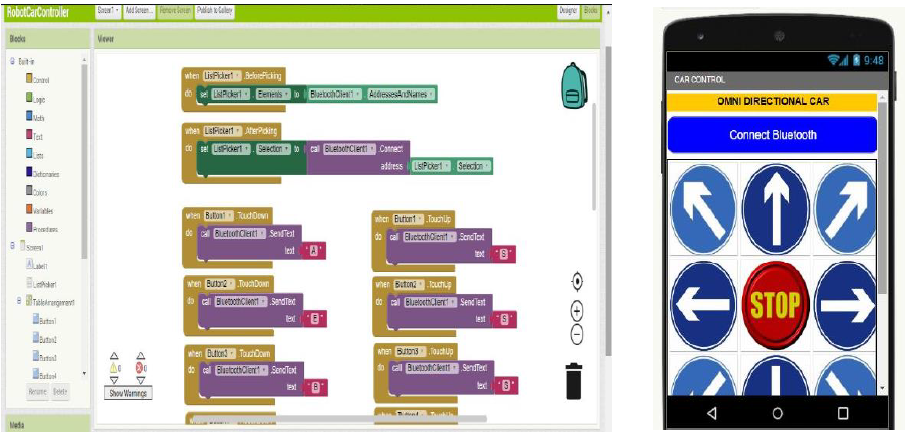 RobotCarController
Screen1 Add Screen ... Remove Screen Publish to Gallery
Designer Blocks
Blocks
Viewer
Built-in
Control
Logic
Math
Text
Lists
Dictionaries
Colors
Variables
Procedures
Screen1
Label1
ListPicker1
TableArrangement1
Button1
Button2
Button3
Button4
Rename Delete
Media
when ListPicker1 .BeforePicking
do set ListPicker1 . Elements to BluetoothClient1 . AddressesAndNames
when ListPicker1 .AfterPicking
do set ListPicker1 . Selection to call BluetoothClient1 .Connect
address ListPicker1 . Selection
when Button1 .TouchDown
do call BluetoothClient1 .SendText
text " A "
when Button1 .TouchUp
do call BluetoothClient1 .SendText
text " S "
when Button2 .TouchDown
do call BluetoothClient1 .SendText
text
when Button2 .TouchUp
do call BluetoothClient1 .SendText
text " S "
when Button3 .TouchDown
do call BluetoothClient1 .SendText
text " B "
when Button3 .TouchUp
do call BluetoothClient1 .SendText
text " S "
0 0
Show Warnings
9:48
CAR CONTROL
OMNI DIRECTIONAL CAR
Connect Bluetooth
STOP